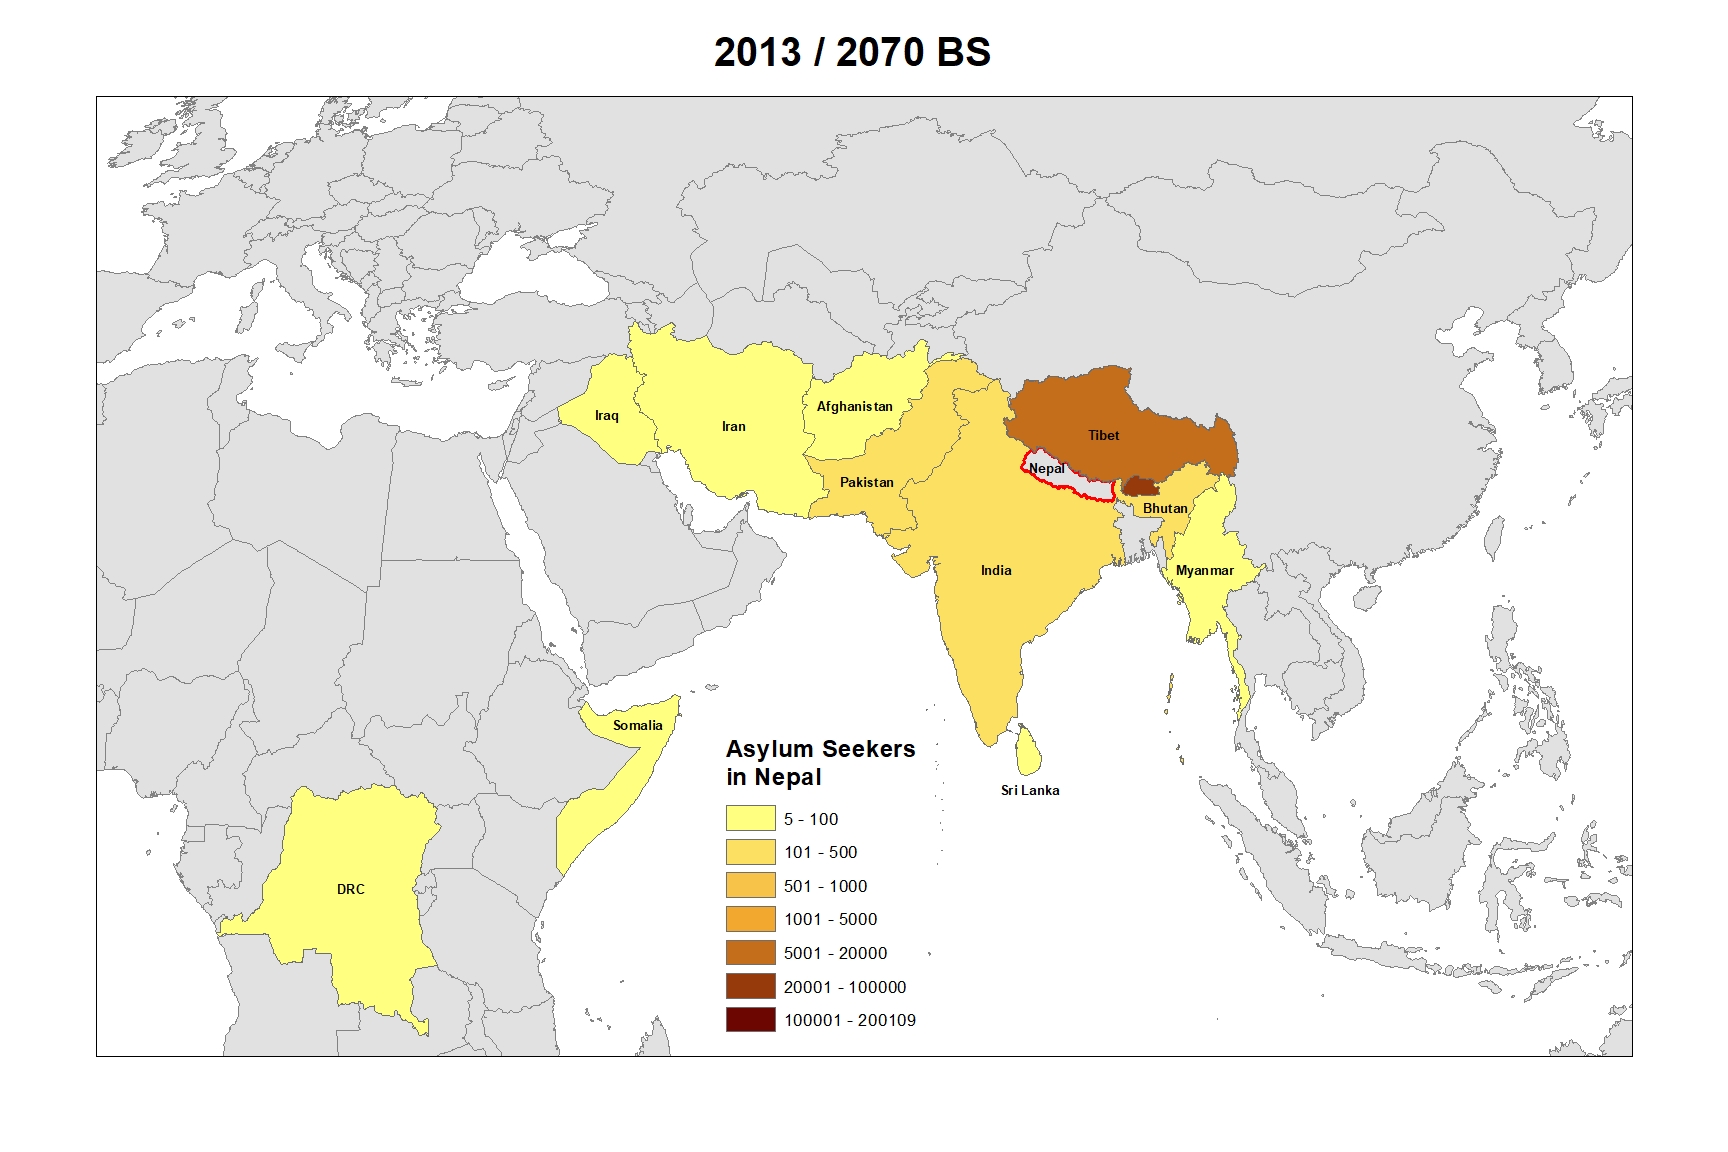 2013 / 2070 BS
Iraq
Iran
Afghanistan
Tibet
Nepal
Pakistan
Bhutan
India
Myanmar
Somalia
Sri Lanka
DRC
Asylum Seekers
in Nepal
5 - 100
101 - 500
501 - 1000
1001 - 5000
5001 - 20000
20001 - 100000
100001 - 200109